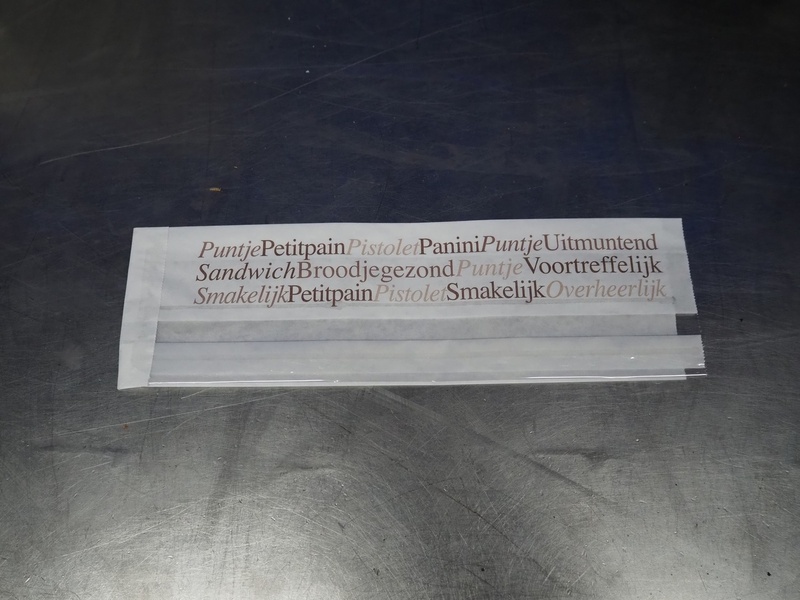 PuntjePetitpainPistoletPaniniPuntjeUitmuntend
SandwichBroodjegezondPuntjeVoortreffelijk
SmakelijkPetitpainPistoletSmakelijkOverheerlijk